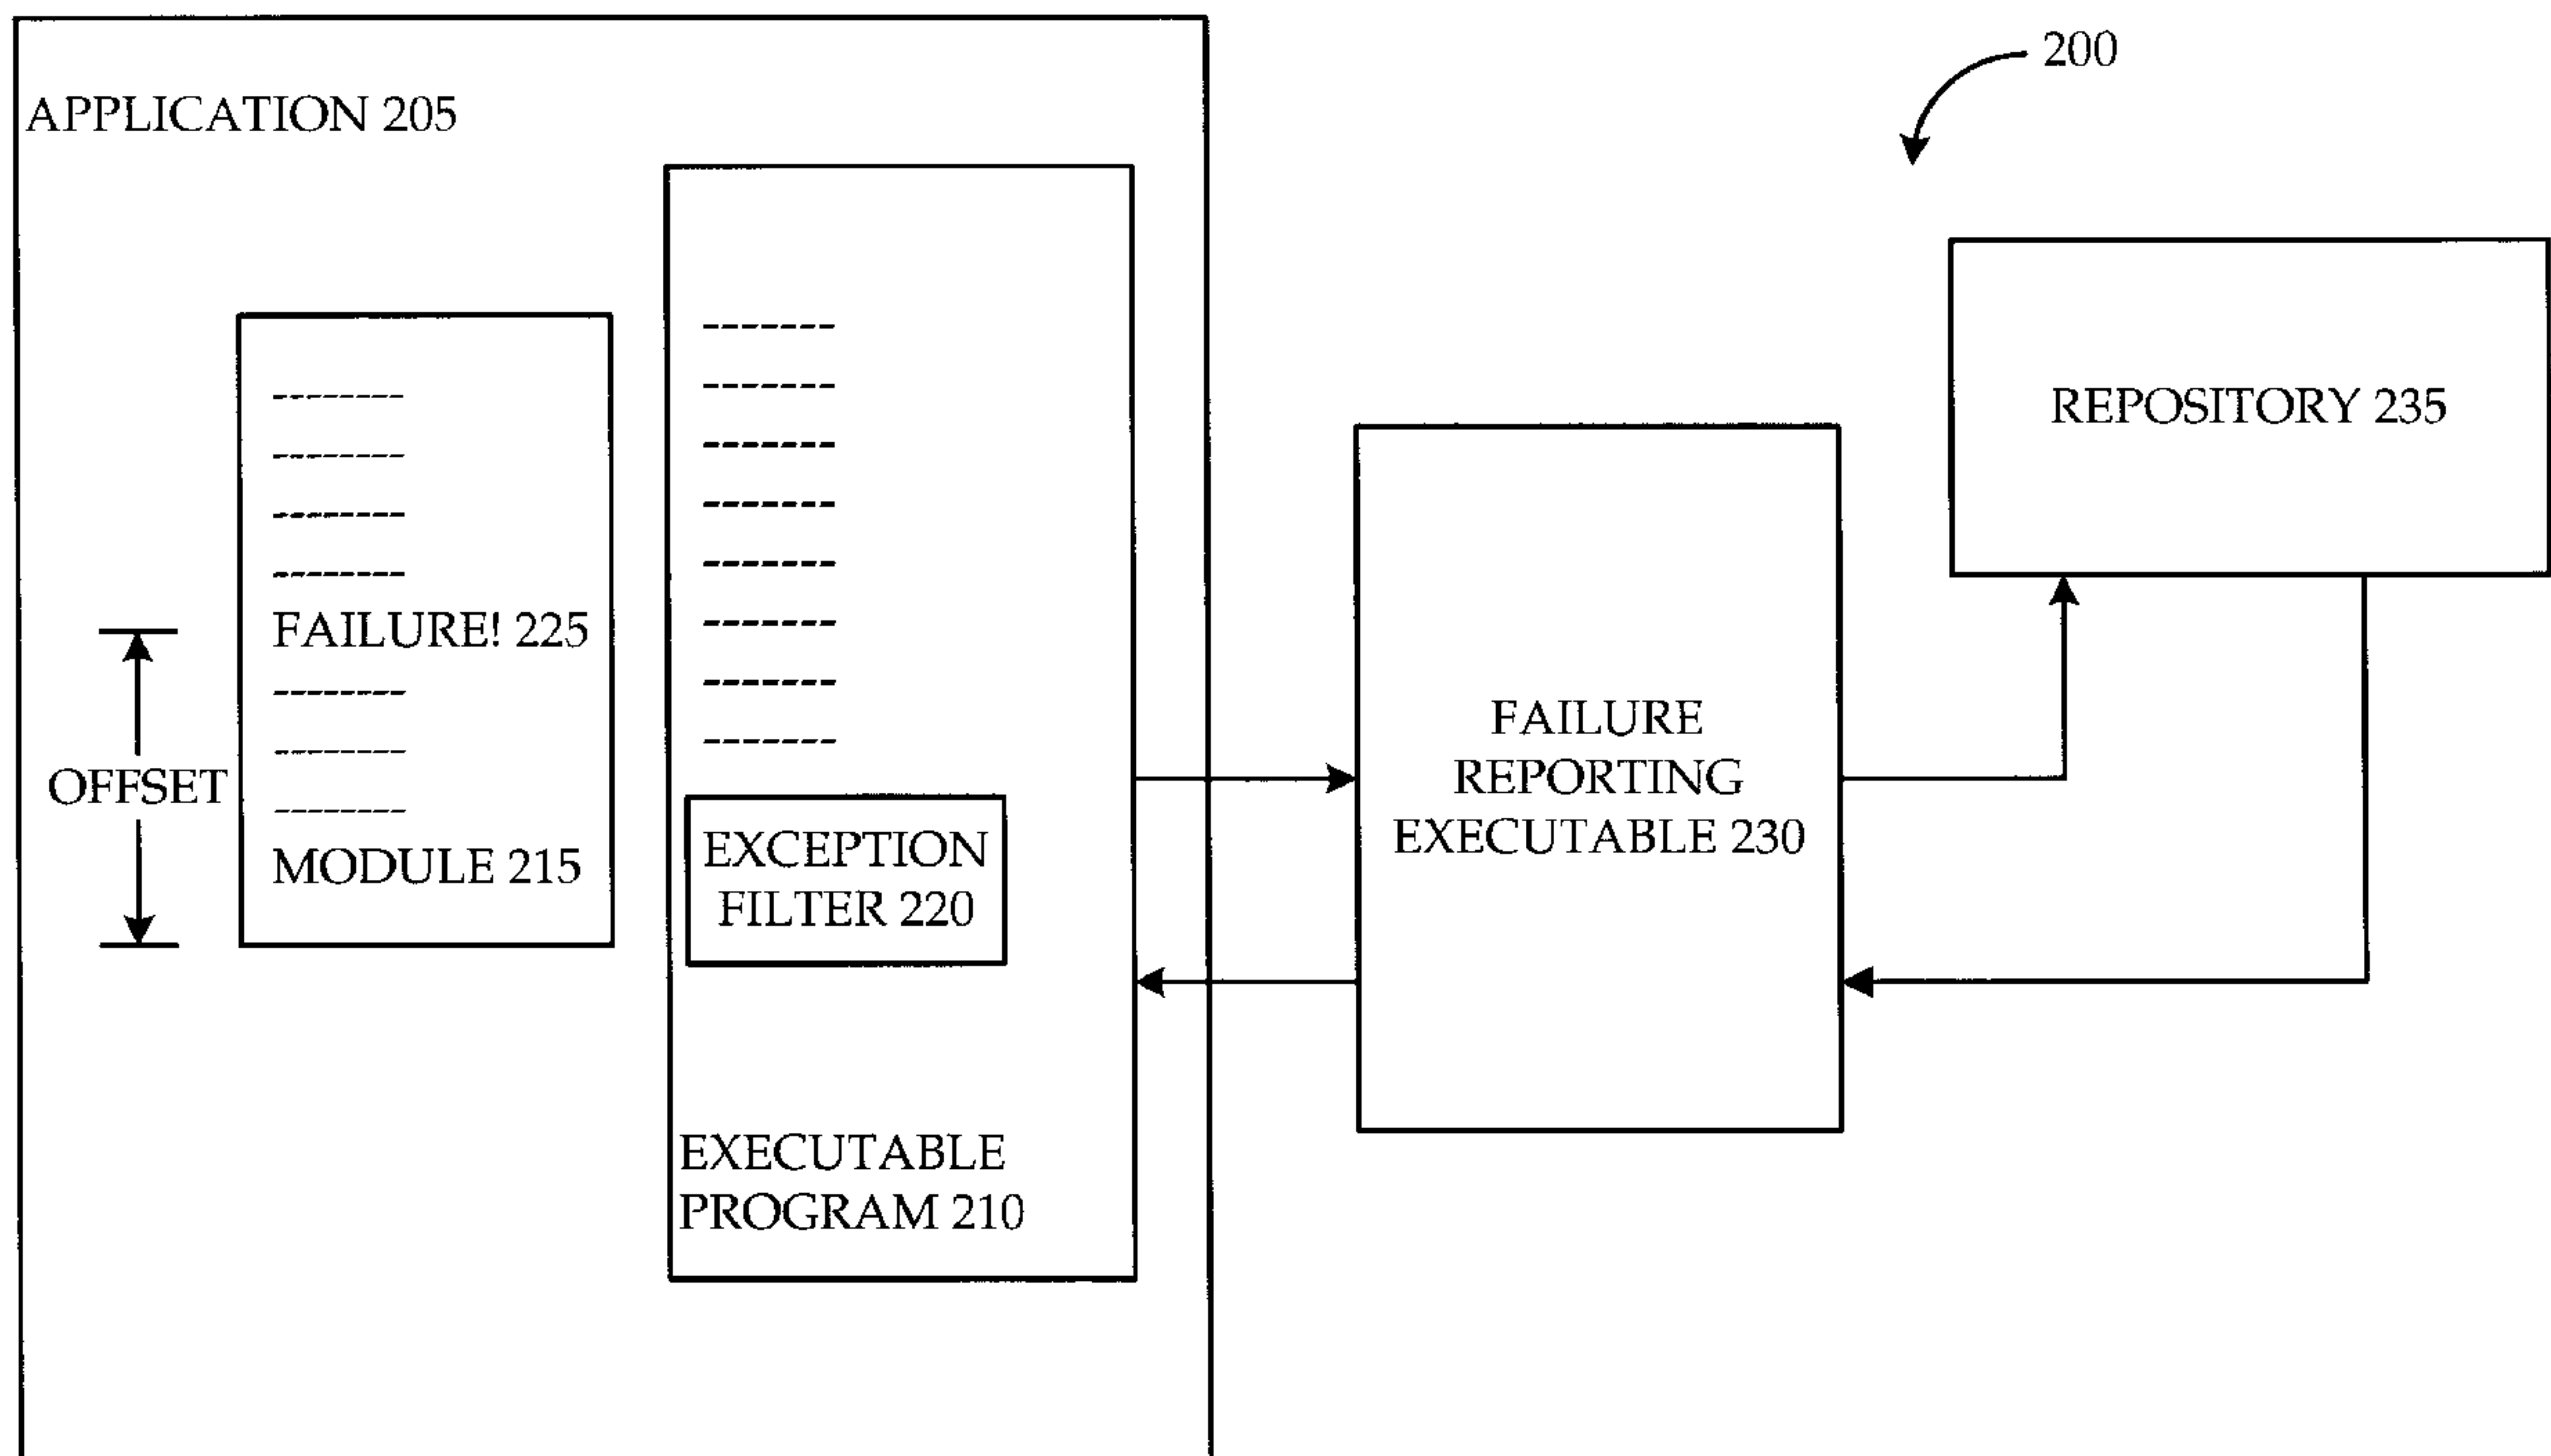 200
APPLICATION 205
REPOSITORY 235
FAILURE! 225
OFFSET
MODULE 215
EXCEPTION
FILTER 220
FAILURE
REPORTING
EXECUTABLE 230
EXECUTABLE
PROGRAM 210